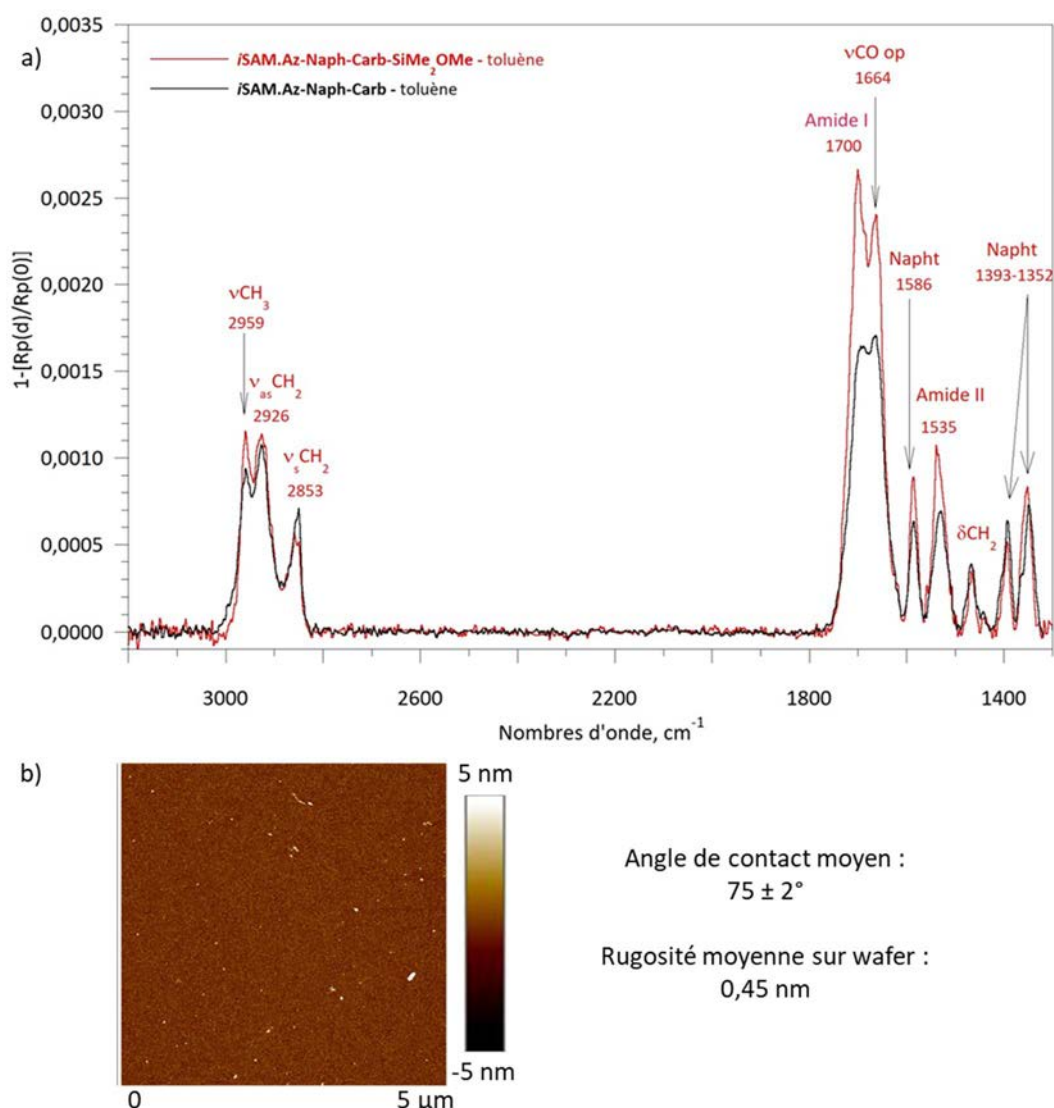 a)
iSAM.Az-Naph-Carb-SiMe₂OMe - toluène
iSAM.Az-Naph-Carb - toluène
νCO op
1664
Amide I
1700
Napht
1586
Napht
1393-1352
νCH₃
2959
νasCH₂
2926
νsCH₂
2853
Amide II
1535
δCH₂
1-[Rp(d)/Rp(0)]
0,0035
0,0030
0,0025
0,0020
0,0015
0,0010
0,0005
0,0000
3000 2600 2200 1800 1400
Nombres d'onde, cm⁻¹
b)
5 nm
-5 nm
0 5 µm
Angle de contact moyen :
75 ± 2°
Rugosité moyenne sur wafer :
0,45 nm